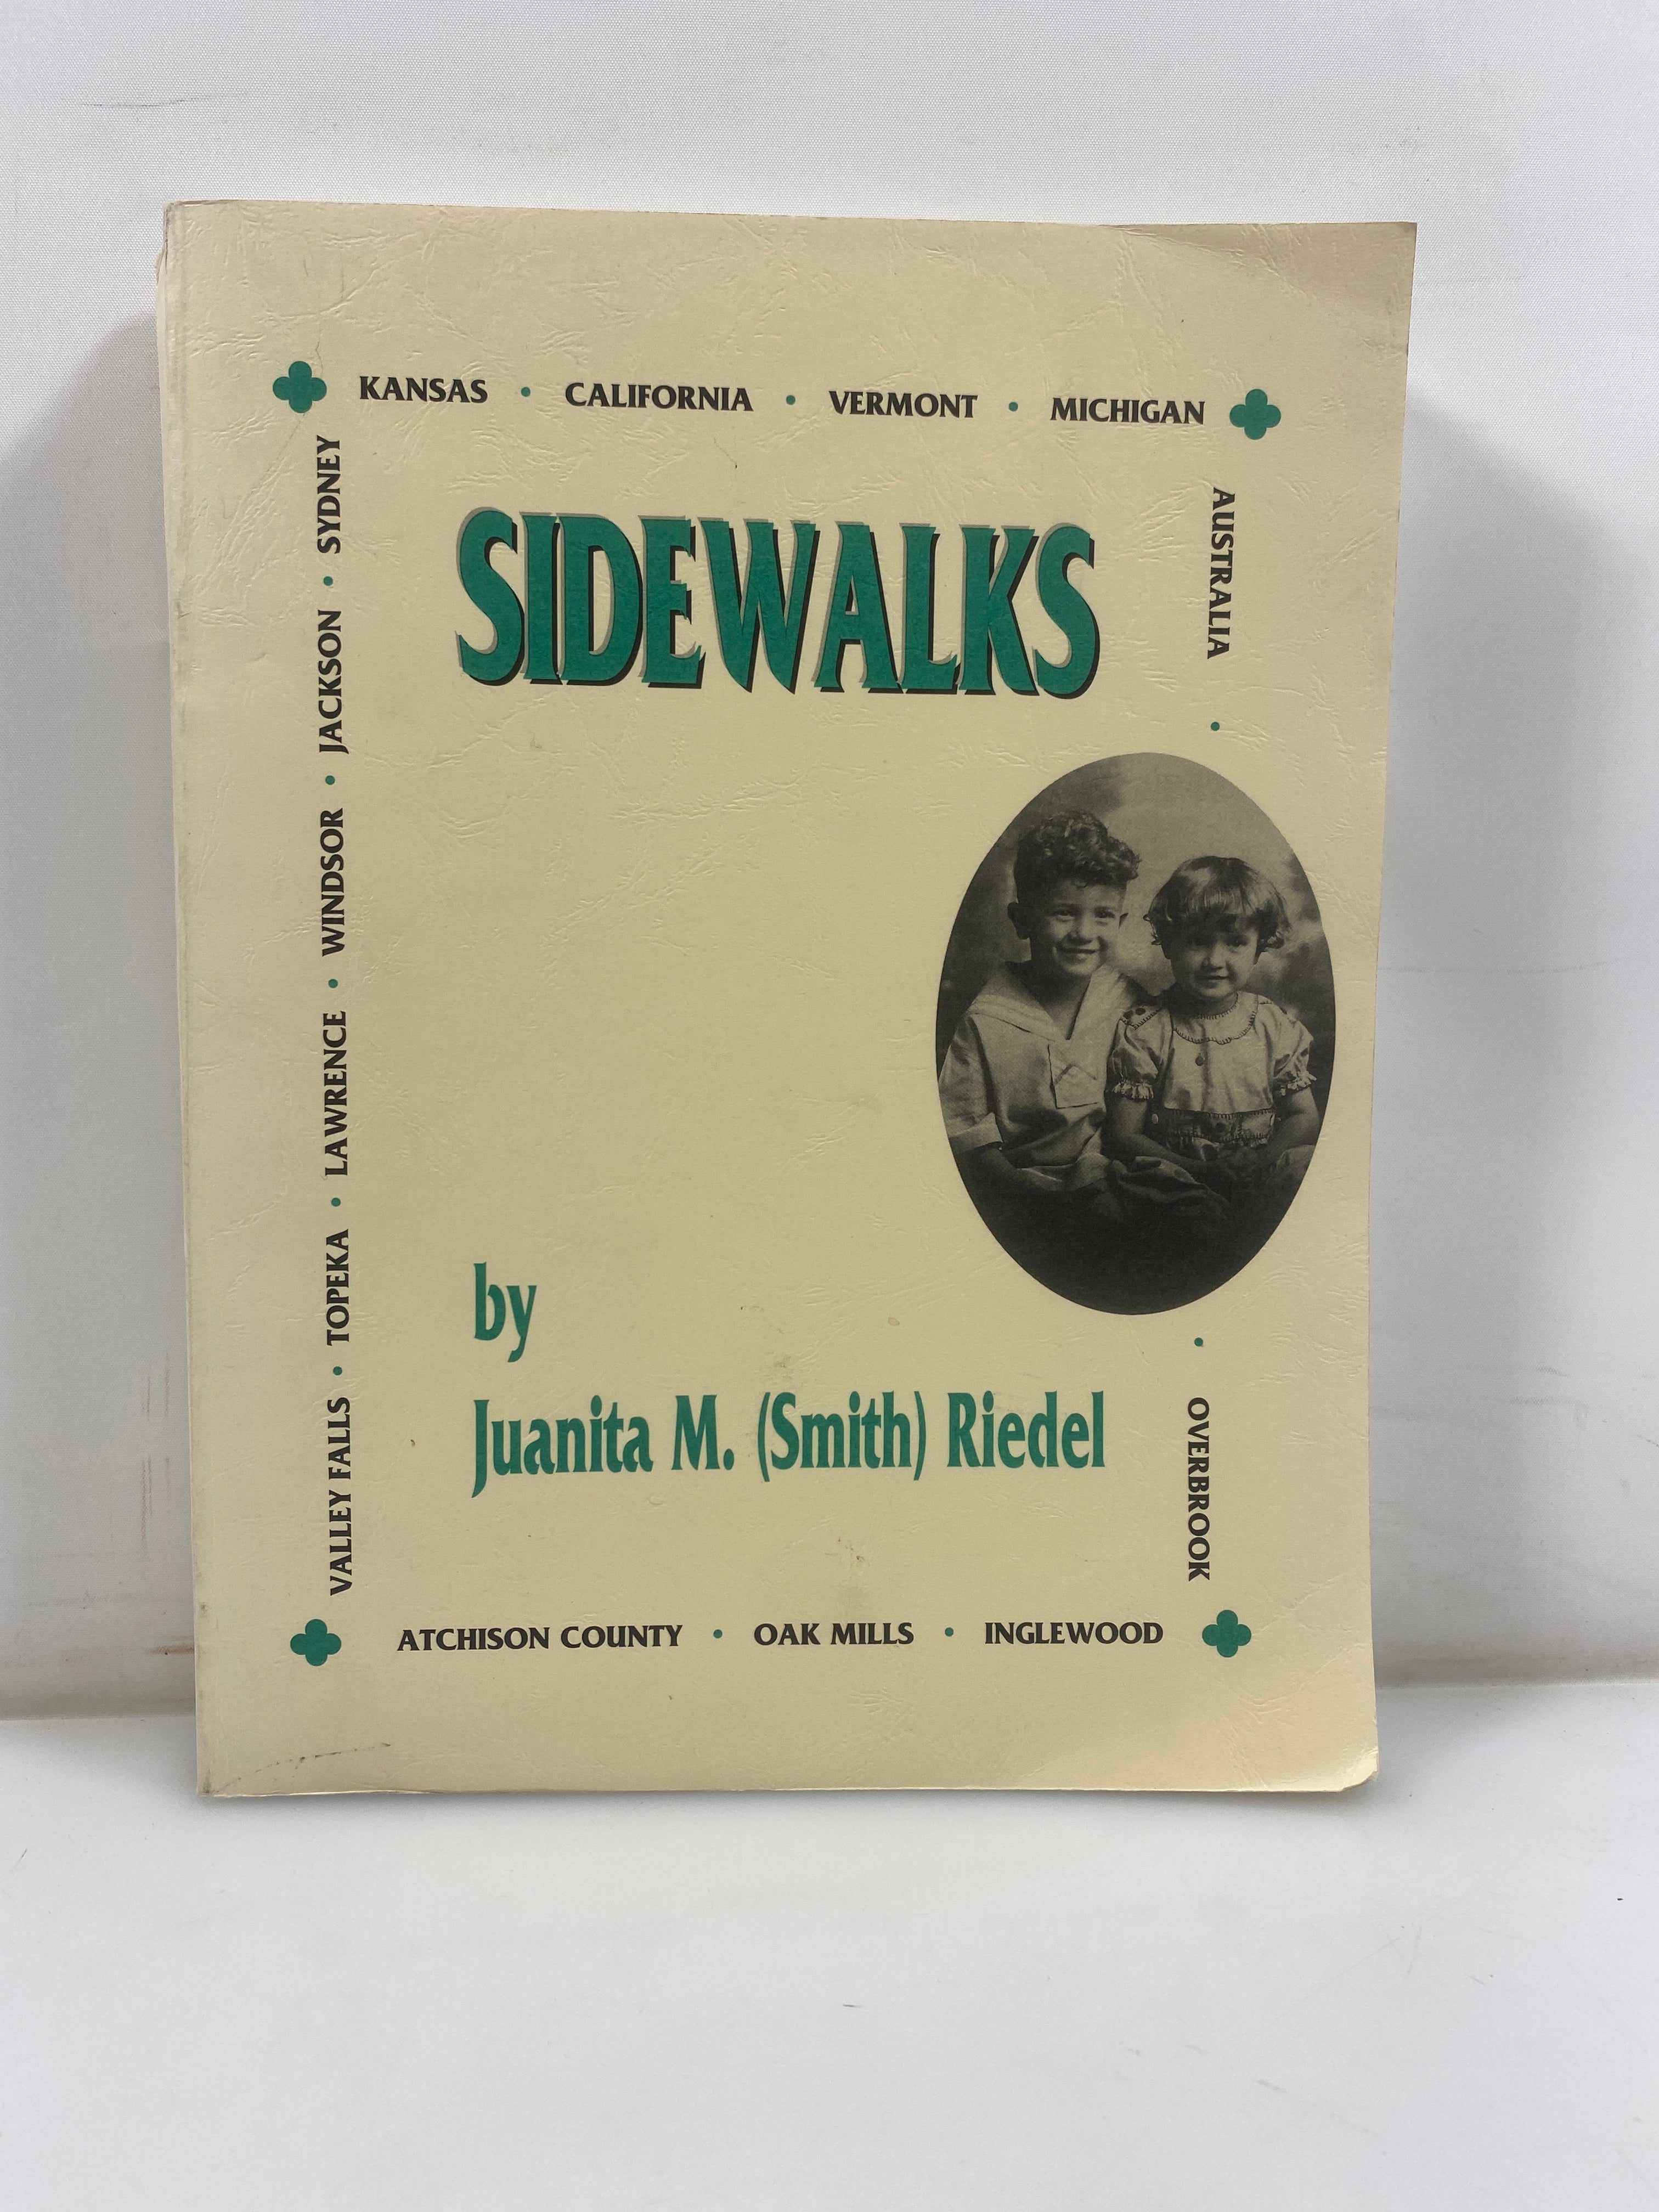 KANSAS • CALIFORNIA • VERMONT • MICHIGAN
AUSTRALIA • • OVERBROOK
VALLEY FALLS • TOPEKA • LAWRENCE • WINDSOR • JACKSON • SYDNEY
SIDEWALKS
by
Juanita M. (Smith) Riedel
ATCHISON COUNTY • OAK MILLS • INGLEWOOD